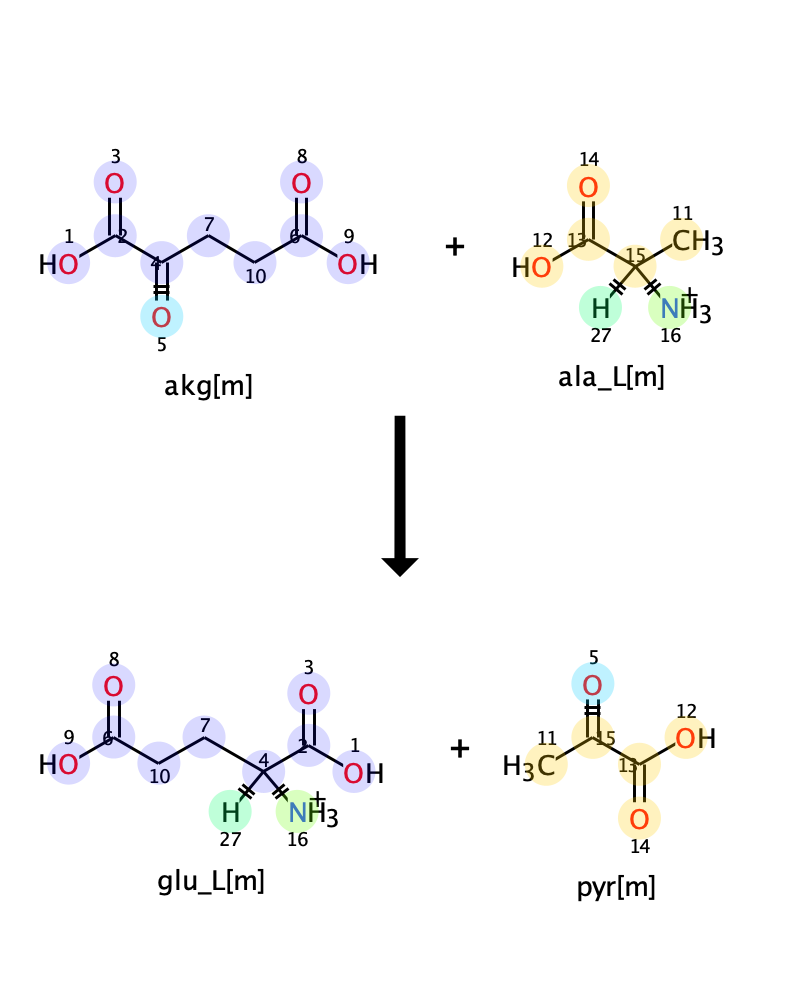 3 8 14
O O O
1 2 7 6 9 12 13 15 11
HO 4 10 OH + HO CH3
O H NH3+
5 27 16
akg[m] ala_L[m]
8 3 5
O O O
9 6 7 4 2 1 11 15 12
HO 10 OH + H3C 13 OH
H NH3+ O
27 16 14
glu_L[m] pyr[m]